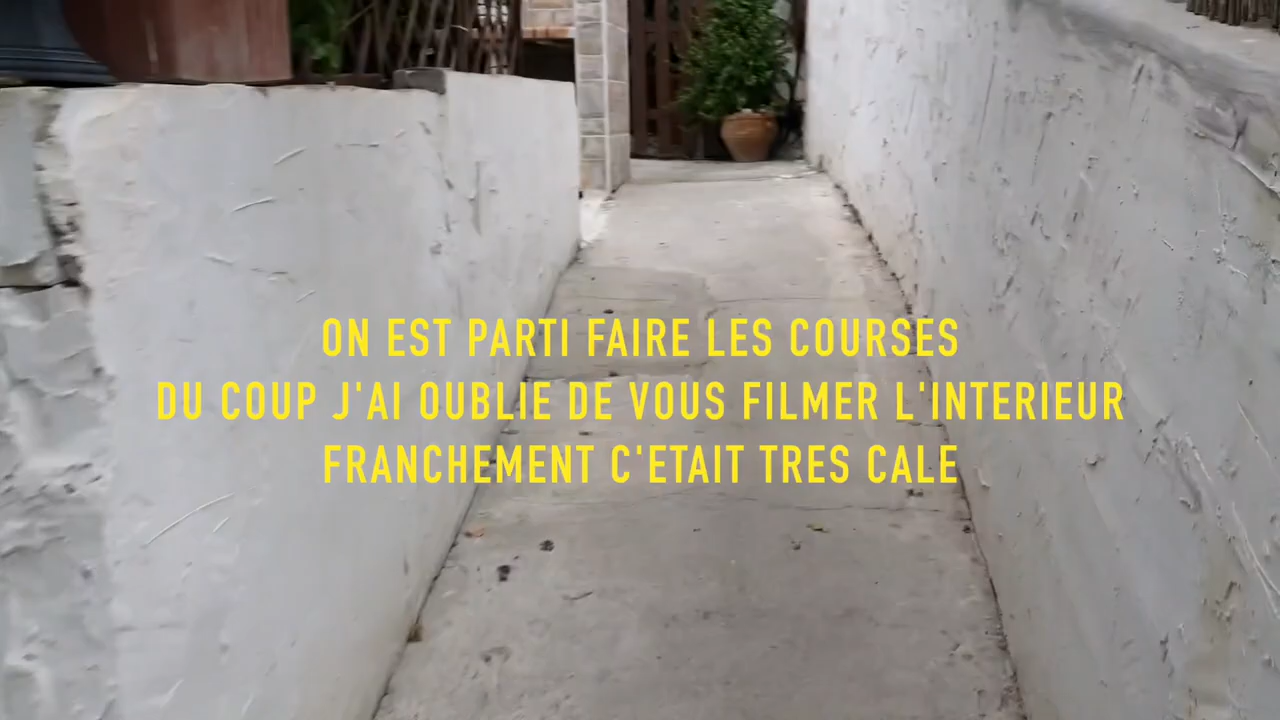 ON EST PARTI FAIRE LES COURSES
DU COUP J'AI OUBLIE DE VOUS FILMER L'INTERIEUR
FRANCHEMENT C'ETAIT TRES CALE